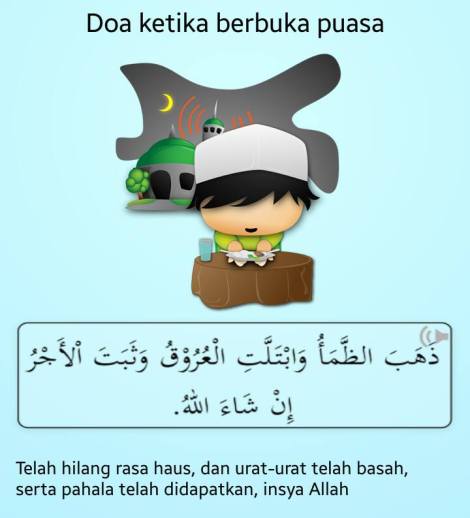 Doa ketika berbuka puasa
ذَهَبَ الظَّمَأُ وَابْتَلَّتِ الْعُرُوْقُ وَثَبَتَ الْأَجْرُ
إِنْ شَاءَ اللهُ.
Telah hilang rasa haus, dan urat-urat telah basah,
serta pahala telah didapatkan, insya Allah